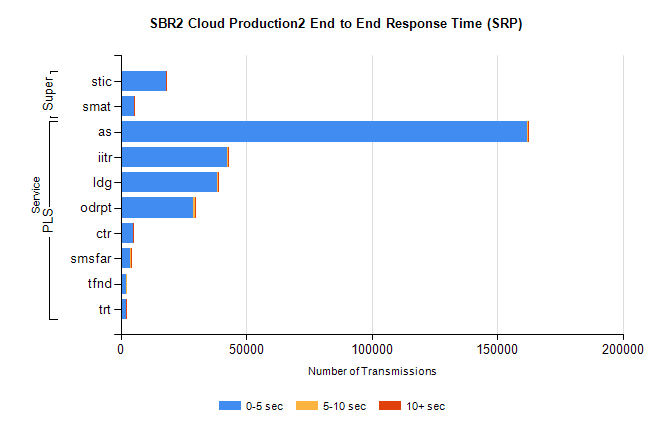 SBR2 Cloud Production2 End to End Response Time (SRP)
Super
stic
smat
Service
PLS
as
iitr
ldg
odrpt
ctr
smsfar
tfnd
trt
0 50000 100000 150000 200000
Number of Transmissions
0-5 sec 5-10 sec 10+ sec